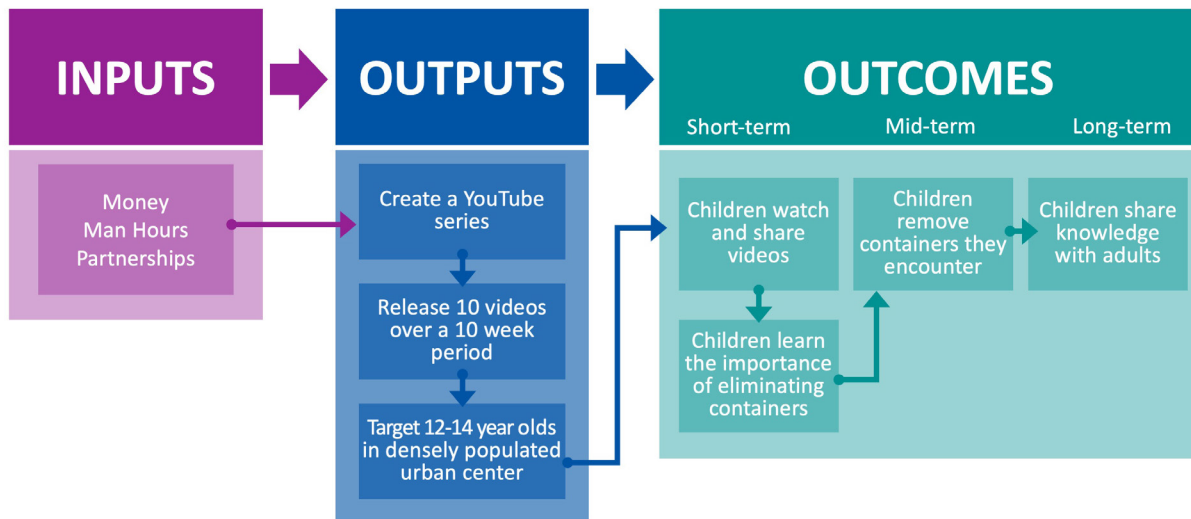 INPUTS
Money
Man Hours
Partnerships
OUTPUTS
Create a YouTube
series
Release 10 videos
over a 10 week
period
Target 12-14 year olds
in densely populated
urban center
OUTCOMES
Short-term
Mid-term
Long-term
Children watch
and share
videos
Children learn
the importance
of eliminating
containers
Children
remove
containers they
encounter
Children share
knowledge
with adults